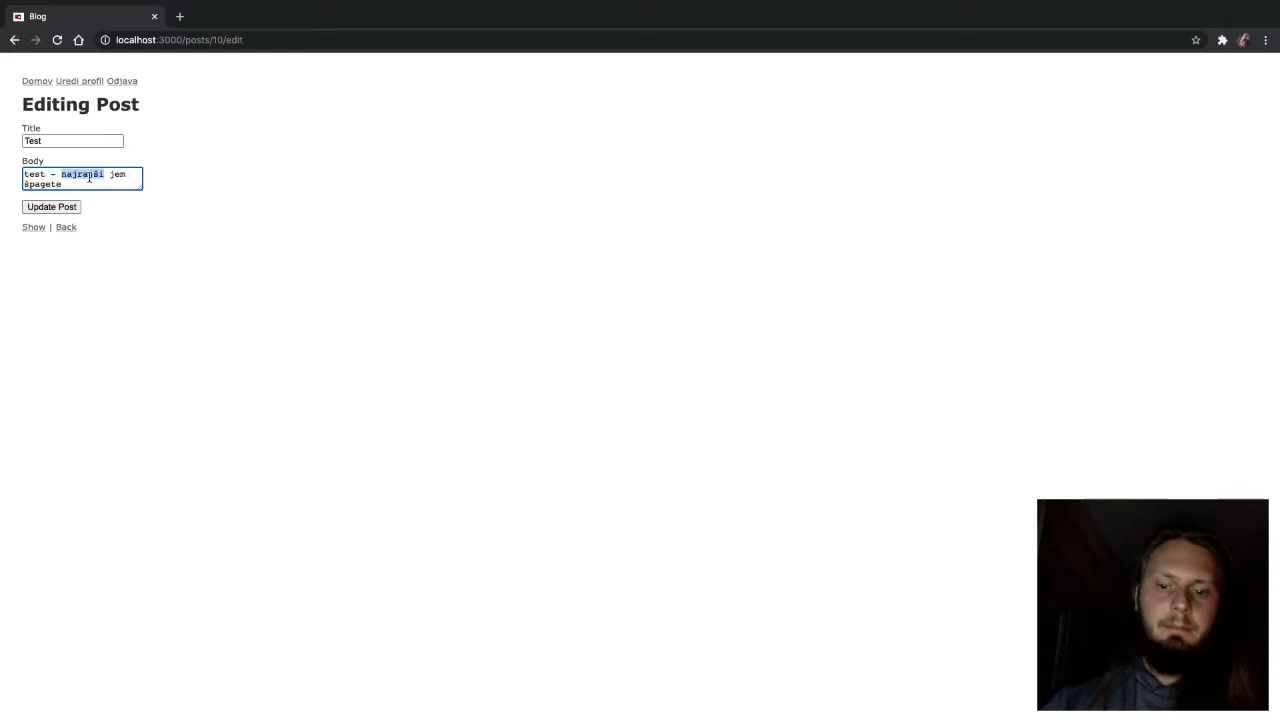 Blog
localhost:3000/posts/10/edit
Domov Uredi profil Odjava
Editing Post
Title
Test
Body
test - najrajši jem
špagete
Update Post
Show | Back